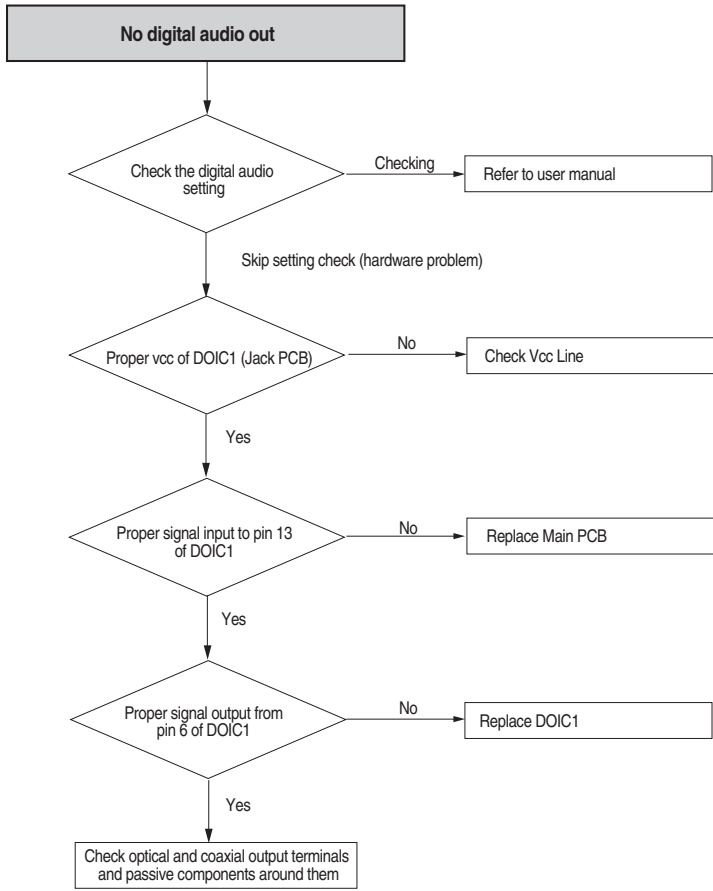 No digital audio out
Check the digital audio
setting
Checking
Refer to user manual
Skip setting check (hardware problem)
Proper vcc of DOIC1 (Jack PCB)
No
Check Vcc Line
Yes
Proper signal input to pin 13
of DOIC1
No
Replace Main PCB
Yes
Proper signal output from
pin 6 of DOIC1
No
Replace DOIC1
Yes
Check optical and coaxial output terminals
and passive components around them